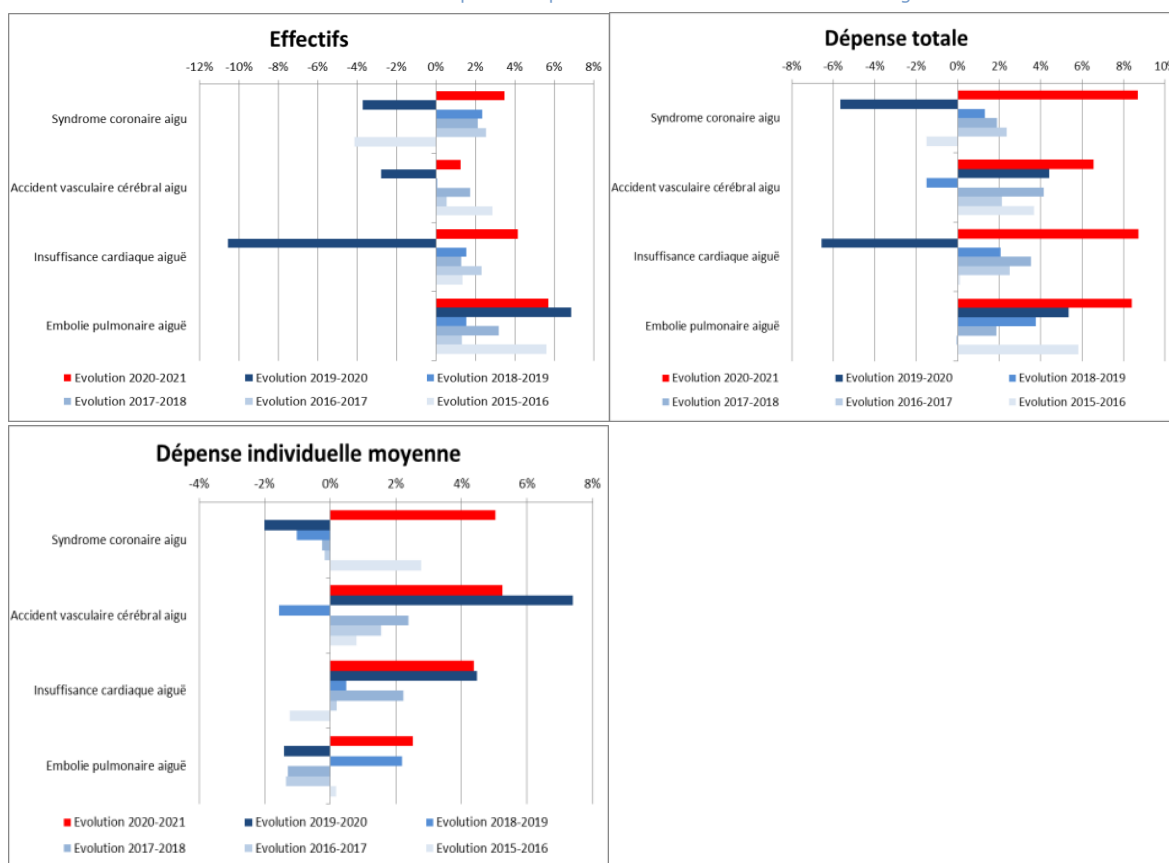 Effectifs
-12% -10% -8% -6% -4% -2% 0% 2% 4% 6% 8%
Syndrome coronaire aigu
Accident vasculaire cérébral aigu
Insuffisance cardiaque aiguë
Embolie pulmonaire aiguë
Evolution 2020-2021 Evolution 2019-2020 Evolution 2018-2019
Evolution 2017-2018 Evolution 2016-2017 Evolution 2015-2016
Dépense totale
-8% -6% -4% -2% 0% 2% 4% 6% 8% 10%
Syndrome coronaire aigu
Accident vasculaire cérébral aigu
Insuffisance cardiaque aiguë
Embolie pulmonaire aiguë
Evolution 2020-2021 Evolution 2019-2020 Evolution 2018-2019
Evolution 2017-2018 Evolution 2016-2017 Evolution 2015-2016
Dépense individuelle moyenne
-4% -2% 0% 2% 4% 6% 8%
Syndrome coronaire aigu
Accident vasculaire cérébral aigu
Insuffisance cardiaque aiguë
Embolie pulmonaire aiguë
Evolution 2020-2021 Evolution 2019-2020 Evolution 2018-2019
Evolution 2017-2018 Evolution 2016-2017 Evolution 2015-2016